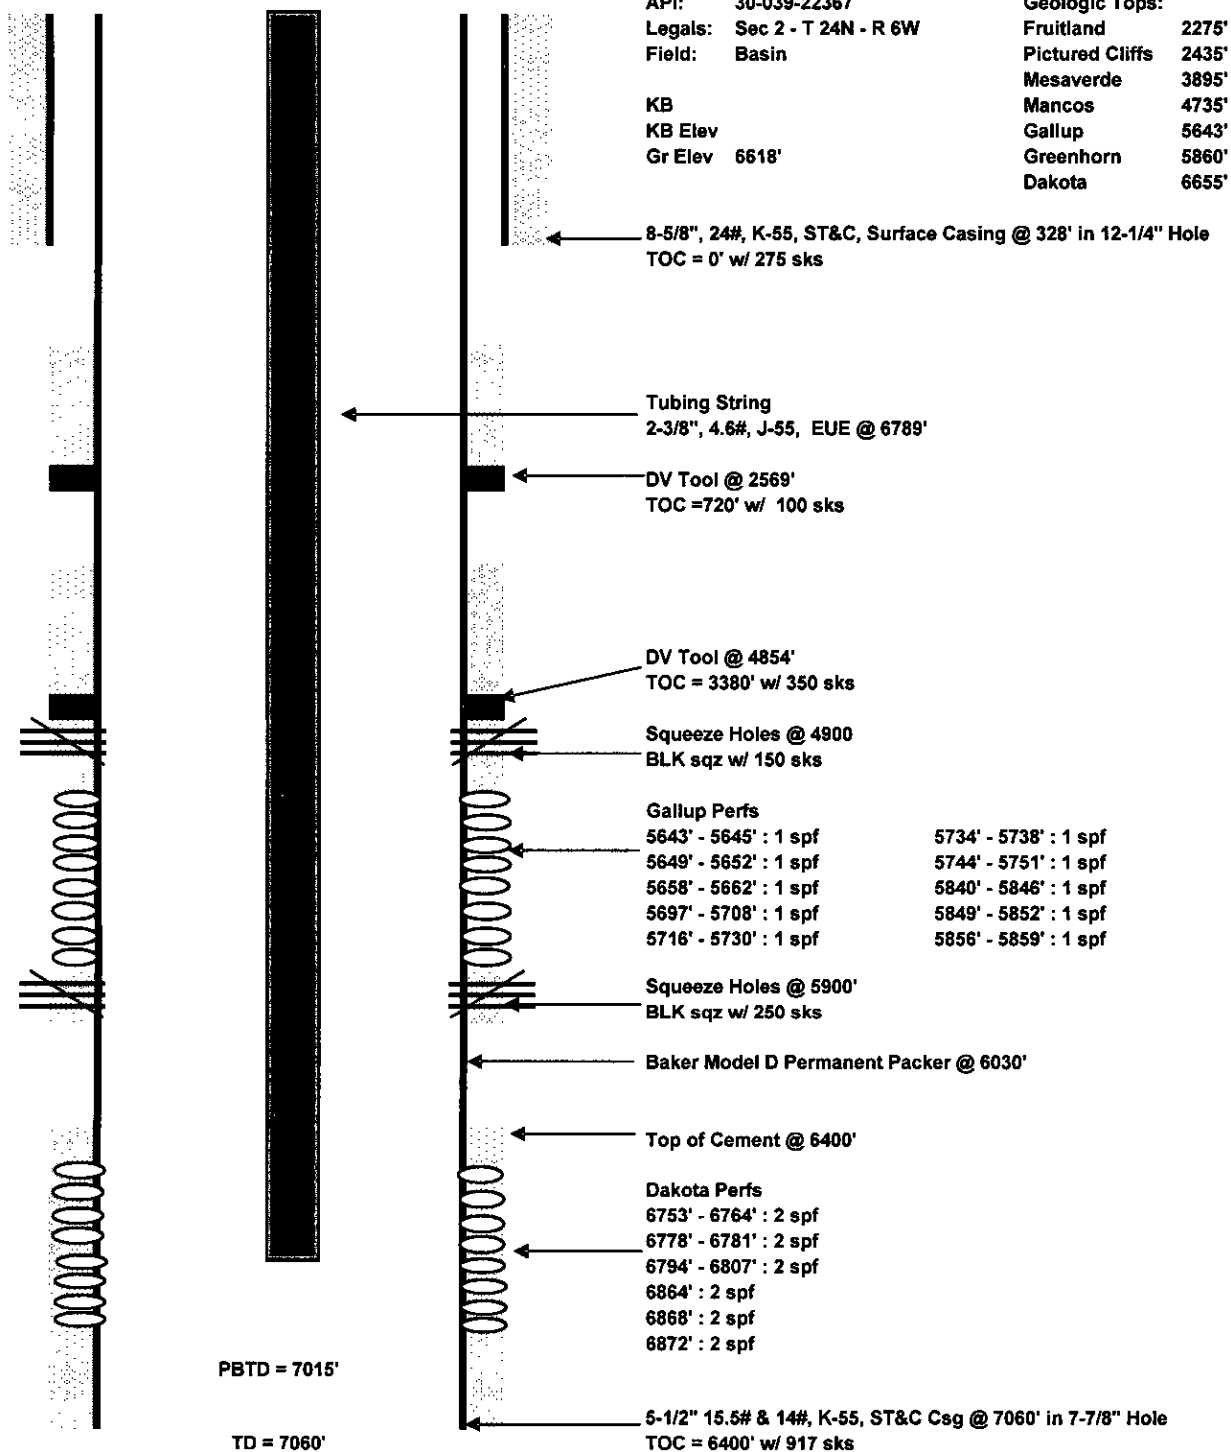 API: 30-039-22367
Legals: Sec 2 - T 24N - R 6W
Field: Basin
KB
KB Elev
Gr Elev 6618'
Geologic Tops:
Fruitland 2275'
Pictured Cliffs 2435'
Mesaverde 3895'
Mancos 4735'
Gallup 5643'
Greenhorn 5860'
Dakota 6655'
8-5/8", 24#, K-55, ST&C, Surface Casing @ 328' in 12-1/4" Hole
TOC = 0' w/ 275 sks
Tubing String
2-3/8", 4.6#, J-55, EUE @ 6789'
DV Tool @ 2569'
TOC =720' w/ 100 sks
DV Tool @ 4854'
TOC = 3380' w/ 350 sks
Squeeze Holes @ 4900
BLK sqz w/ 150 sks
Gallup Perfs
5643' - 5645' : 1 spf 5734' - 5738' : 1 spf
5649' - 5652' : 1 spf 5744' - 5751' : 1 spf
5658' - 5662' : 1 spf 5840' - 5846' : 1 spf
5697' - 5708' : 1 spf 5849' - 5852' : 1 spf
5716' - 5730' : 1 spf 5856' - 5859' : 1 spf
Squeeze Holes @ 5900'
BLK sqz w/ 250 sks
Baker Model D Permanent Packer @ 6030'
Top of Cement @ 6400'
Dakota Perfs
6753' - 6764' : 2 spf
6778' - 6781' : 2 spf
6794' - 6807' : 2 spf
6864' : 2 spf
6868' : 2 spf
6872' : 2 spf
PBTD = 7015'
5-1/2" 15.5# & 14#, K-55, ST&C Csg @ 7060' in 7-7/8" Hole
TD = 7060'
TOC = 6400' w/ 917 sks